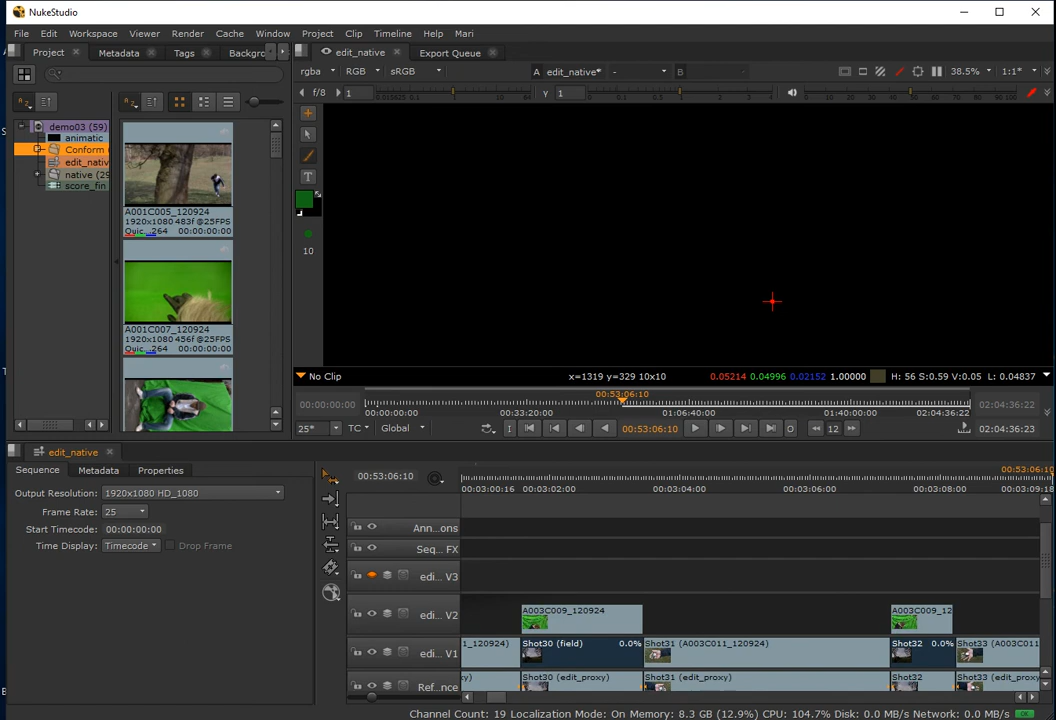 NukeStudio
File Edit Workspace Viewer Render Cache Window Project Clip Timeline Help Mari
Project Metadata Tags Backgro
edit_native Export Queue
rgba RGB sRGB A edit_native* - B 38.5% 1:1*
f/8 1 Y 1
demo03 (59)
animatic
Conform
edit_nativ
native (29
score_fin
A001C005_120924
1920x1080 483f @25FPS
Quic...264 00:00:00:00
A001C007_120924
1920x1080 456f @25FPS
Quic...264 00:00:00:00
T
10
No Clip x=1319 y=329 10x10 0.05214 0.04996 0.02152 1.00000 H: 56 S:0.59 V:0.05 L: 0.04837
00:53:06:10
00:00:00:00 00:00:00:00 00:33:20:00 01:06:40:00 01:40:00:00 02:04:36:22 02:04:36:22
25* TC Global I 00:53:06:10 O 12 02:04:36:23
edit_native
Sequence Metadata Properties
Output Resolution: 1920x1080 HD_1080
Frame Rate: 25
Start Timecode: 00:00:00:00
Time Display: Timecode Drop Frame
00:53:06:10 00:53:06:10
00:03:00:16 00:03:02:00 00:03:04:00 00:03:06:00 00:03:08:00 00:03:09:18
Ann...ons
Seq... FX
edi... V3
edi... V2 A003C009_120924 A003C009_12
edi... V1 1_120924) Shot30 (field) 0.0% Shot31 (A003C011_120924) Shot32 0.0% Shot33 (A003C011
Ref...nce xy) Shot30 (edit_proxy) Shot31 (edit_proxy) Shot32 Shot33 (edit_proxy)
Channel Count: 19 Localization Mode: On Memory: 8.3 GB (12.9%) CPU: 104.7% Disk: 0.0 MB/s Network: 0.0 MB/s